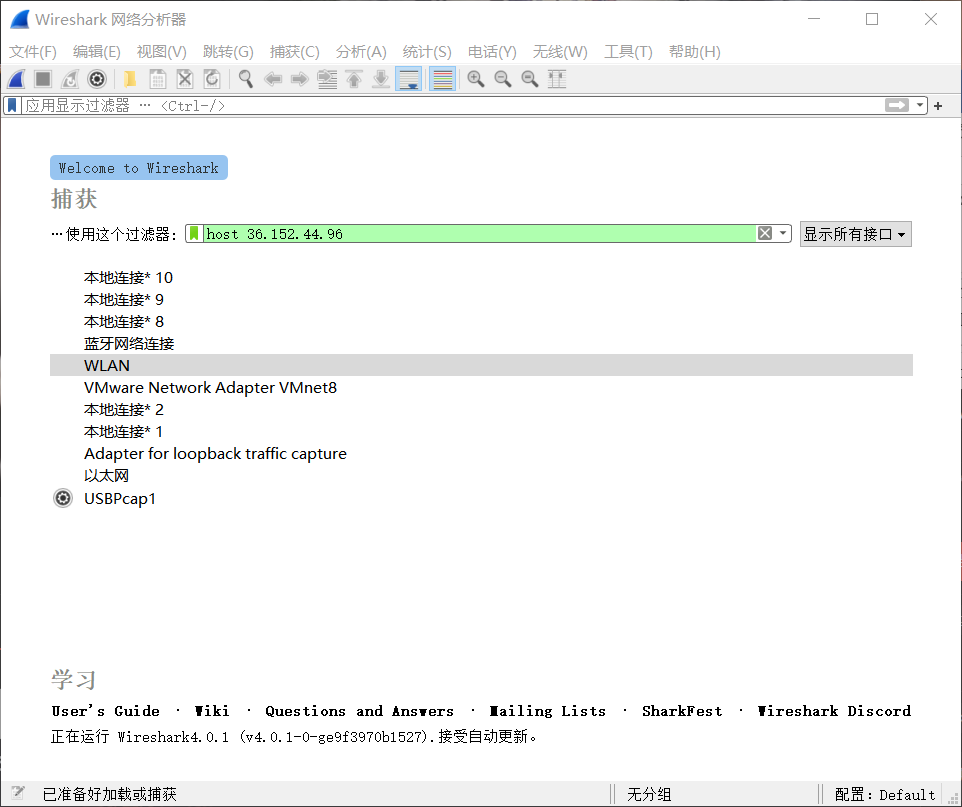 Wireshark 网络分析器
文件(F) 编辑(E) 视图(V) 跳转(G) 捕获(C) 分析(A) 统计(S) 电话(Y) 无线(W) 工具(T) 帮助(H)
应用显示过滤器 … <Ctrl-/>
Welcome to Wireshark
捕获
…使用这个过滤器: host 36.152.44.96 显示所有接口
本地连接* 10
本地连接* 9
本地连接* 8
蓝牙网络连接
WLAN
VMware Network Adapter VMnet8
本地连接* 2
本地连接* 1
Adapter for loopback traffic capture
以太网
USBPcap1
学习
User's Guide · Wiki · Questions and Answers · Mailing Lists · SharkFest · Wireshark Discord
正在运行 Wireshark4.0.1 (v4.0.1-0-ge9f3970b1527).接受自动更新。
已准备好加载或捕获 无分组 配置：Default